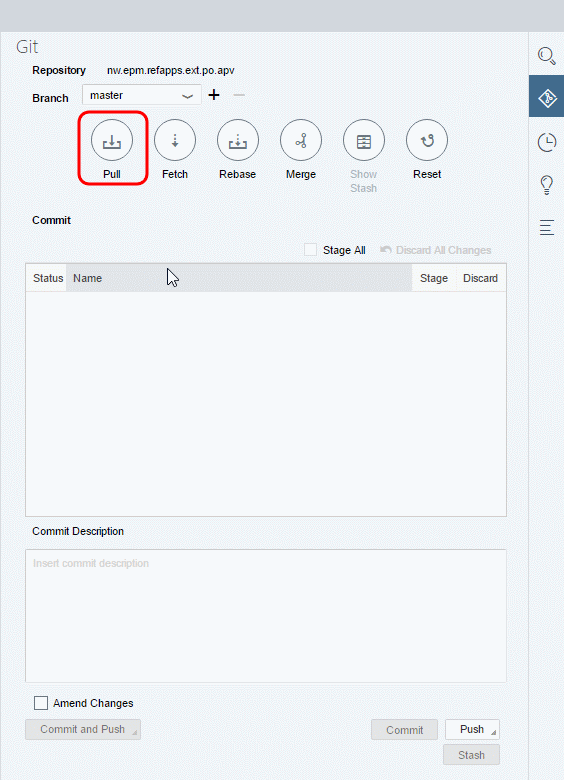 Git
Repository nw.epm.refapps.ext.po.apv
Branch master
Pull Fetch Rebase Merge Show Stash Reset
Commit
Stage All Discard All Changes
Status Name Stage Discard
Commit Description
Insert commit description
Amend Changes
Commit and Push Commit Push
Stash